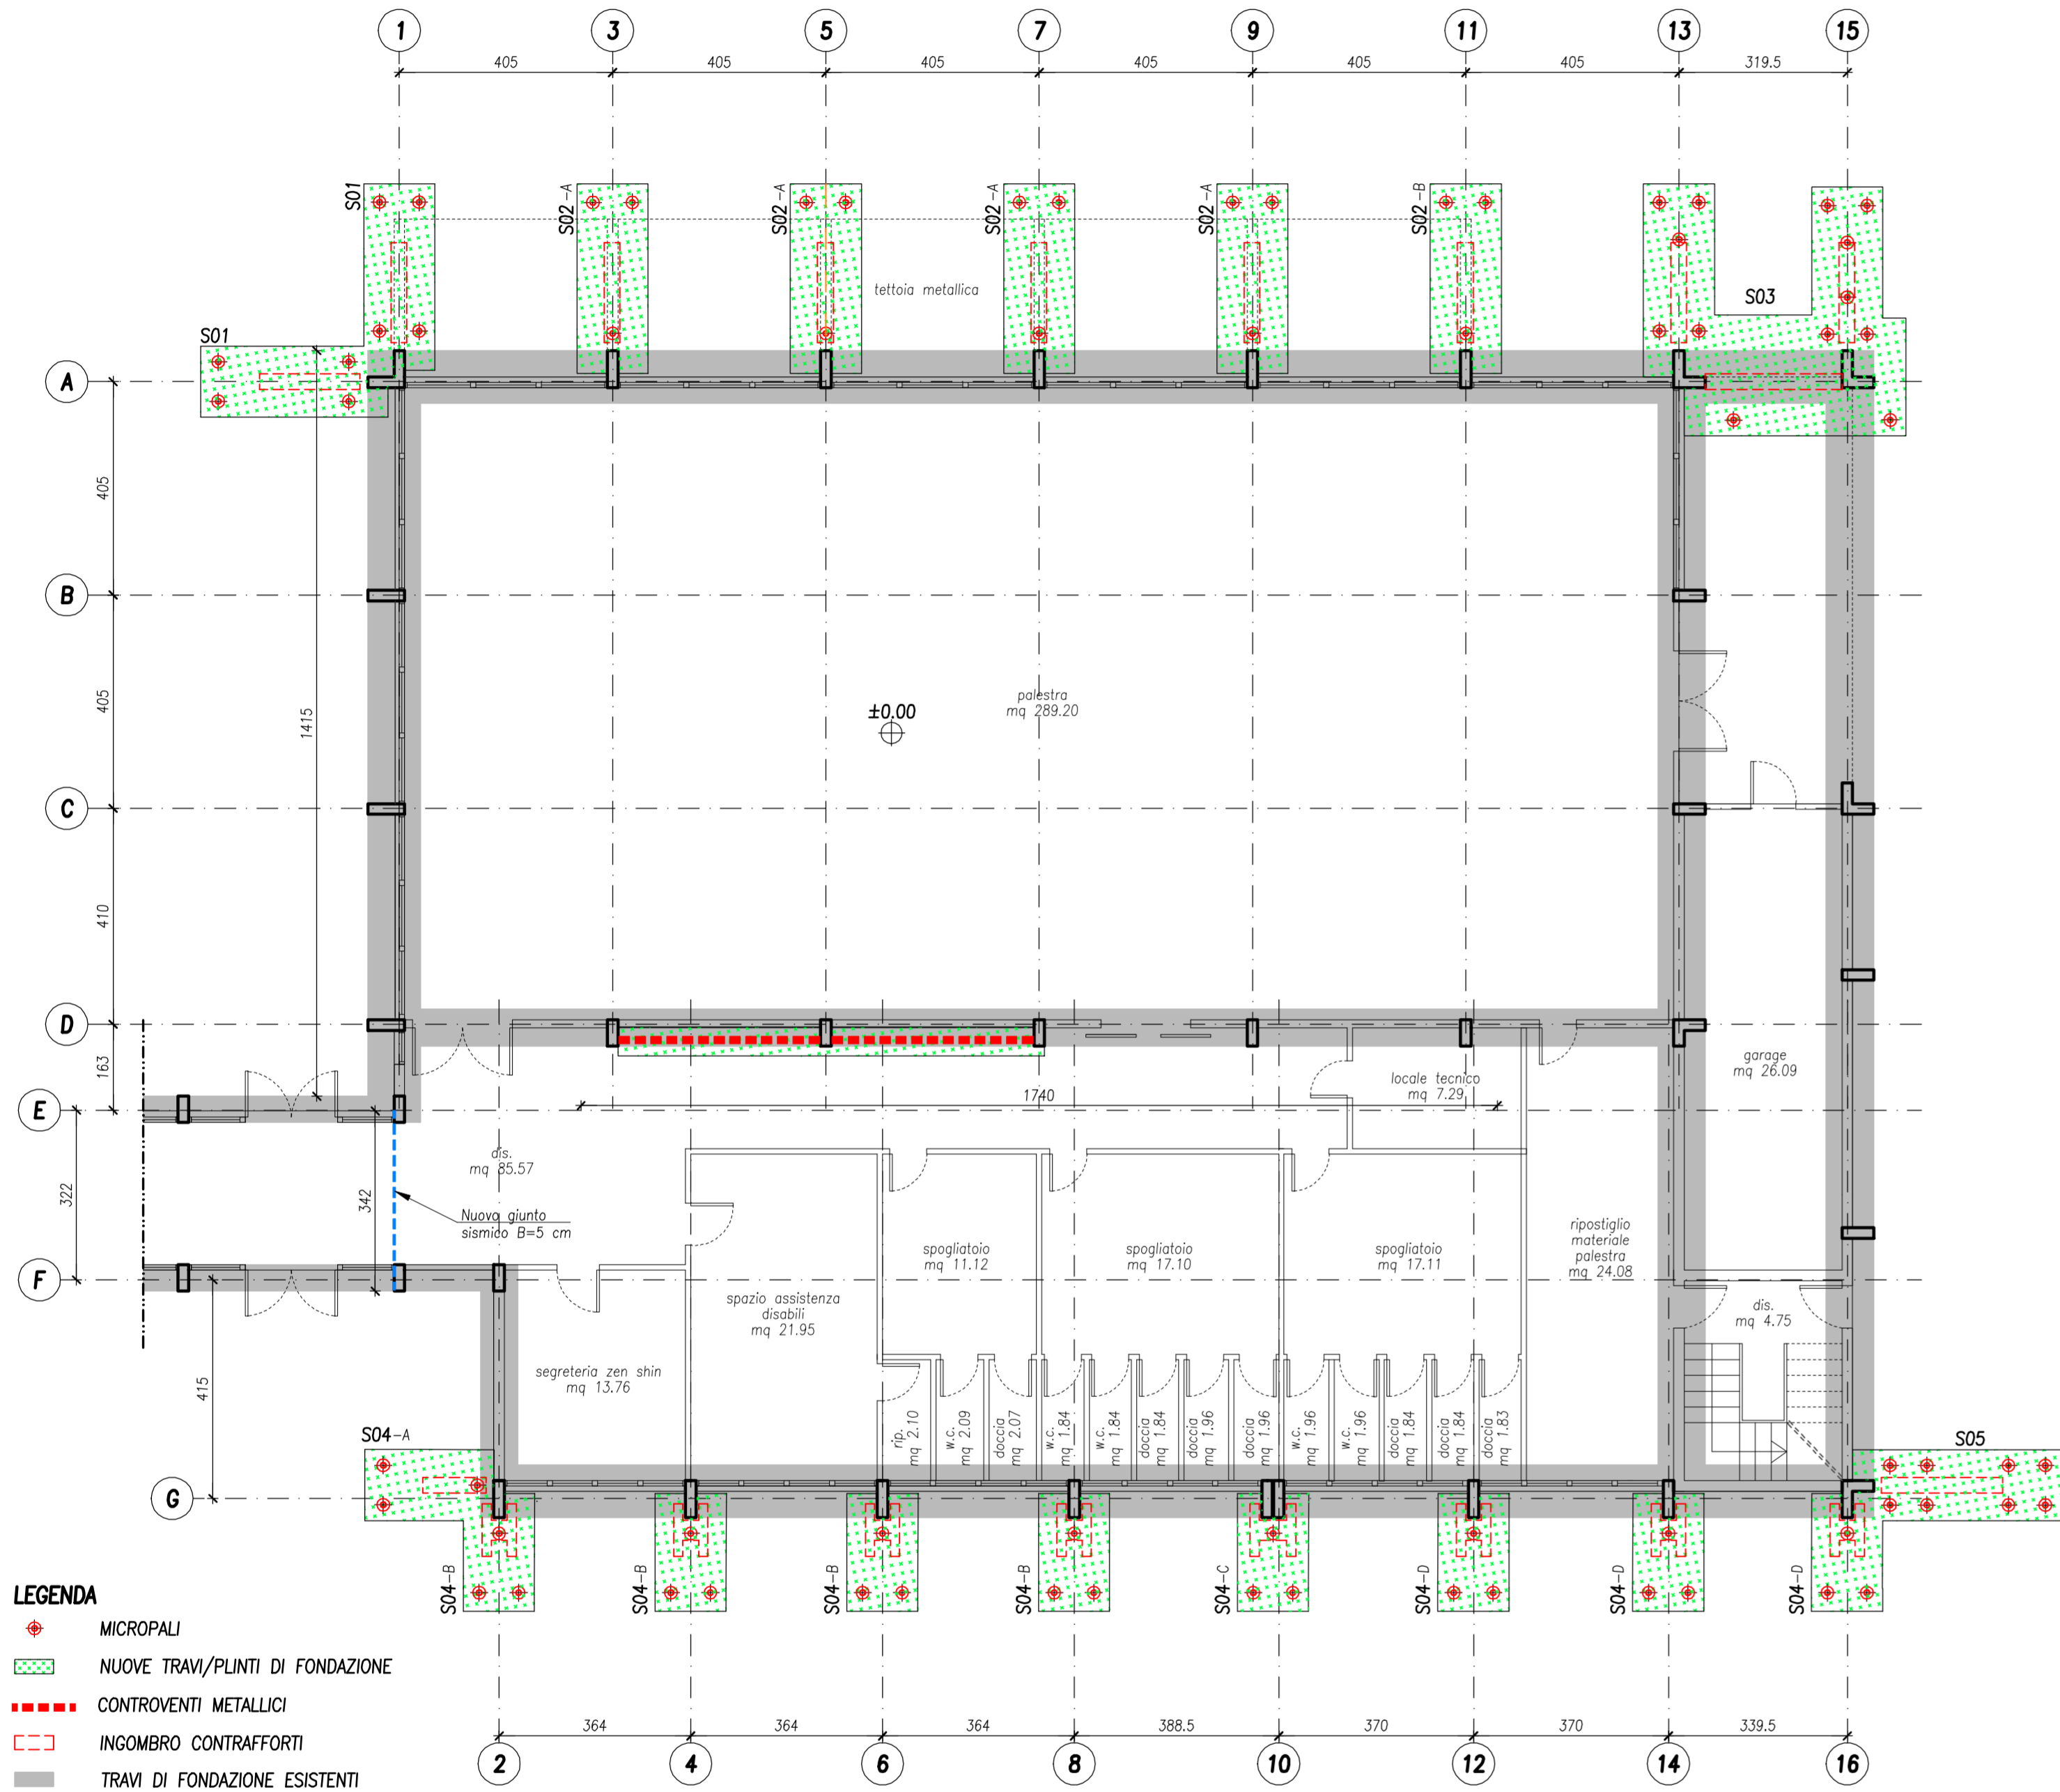 1 3 5 7 9 11 13 15
405 405 405 405 405 405 319.5
S01
S02-A
S02-A
S02-A
S02-A
S02-B
S03
S01
tettoia metallica
A
B
C
D
E
F
G
405
405
410
163
1415
322
342
415
±0.00
palestra
mq 289.20
1740
locale tecnico
mq 7.29
garage
mq 26.09
dis.
mq 85.57
Nuovo giunto
sismico B=5 cm
spogliatoio
mq 11.12
spogliatoio
mq 17.10
spogliatoio
mq 17.11
ripostiglio
materiale
palestra
mq 24.08
spazio assistenza
disabili
mq 21.95
dis.
mq 4.75
segreteria zen shin
mq 13.76
rip.
mq 2.10
w.c.
mq 2.09
doccia
mq 2.07
w.c.
mq 1.84
w.c.
mq 1.84
doccia
mq 1.84
doccia
mq 1.96
doccia
mq 1.96
w.c.
mq 1.96
w.c.
mq 1.96
doccia
mq 1.84
doccia
mq 1.84
doccia
mq 1.83
S04-A
S05
S04-B
S04-B
S04-B
S04-B
S04-C
S04-D
S04-D
S04-D
LEGENDA
MICROPALI
NUOVE TRAVI/PLINTI DI FONDAZIONE
CONTROVENTI METALLICI
INGOMBRO CONTRAFFORTI
TRAVI DI FONDAZIONE ESISTENTI
364 364 364 388.5 370 370 339.5
2 4 6 8 10 12 14 16